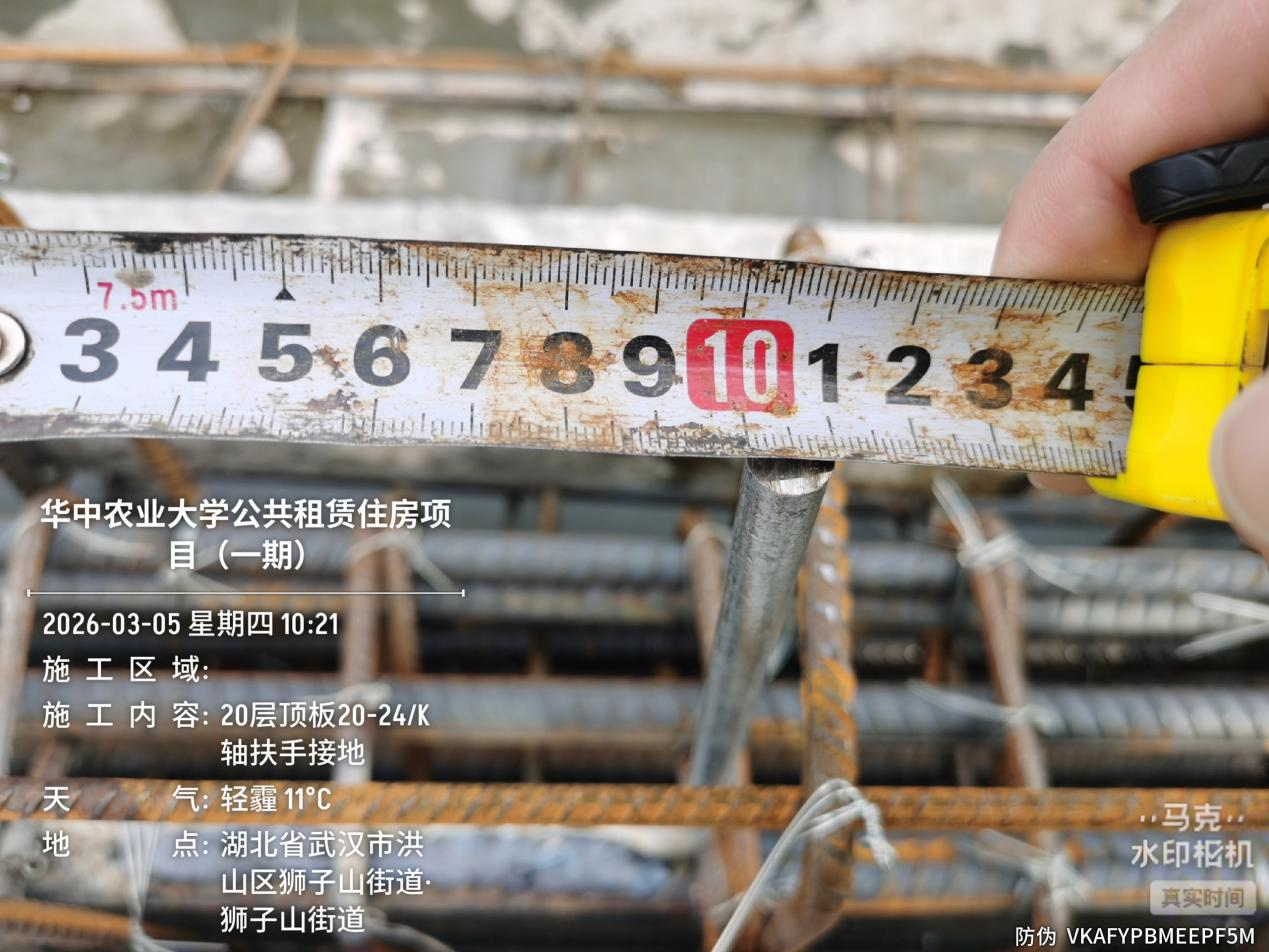 7.5m
3 4 5 6 7 8 9 10 1 2 3 4 5
华中农业大学公共租赁住房项
目（一期）
2026-03-05 星期四 10:21
施工区域:
施工内容: 20层顶板20-24/K
轴扶手接地
天气: 轻霾 11°C
地点: 湖北省武汉市洪
山区狮子山街道·
狮子山街道
马克
水印相机
真实时间
防伪 VKAFYPBMEEPF5M